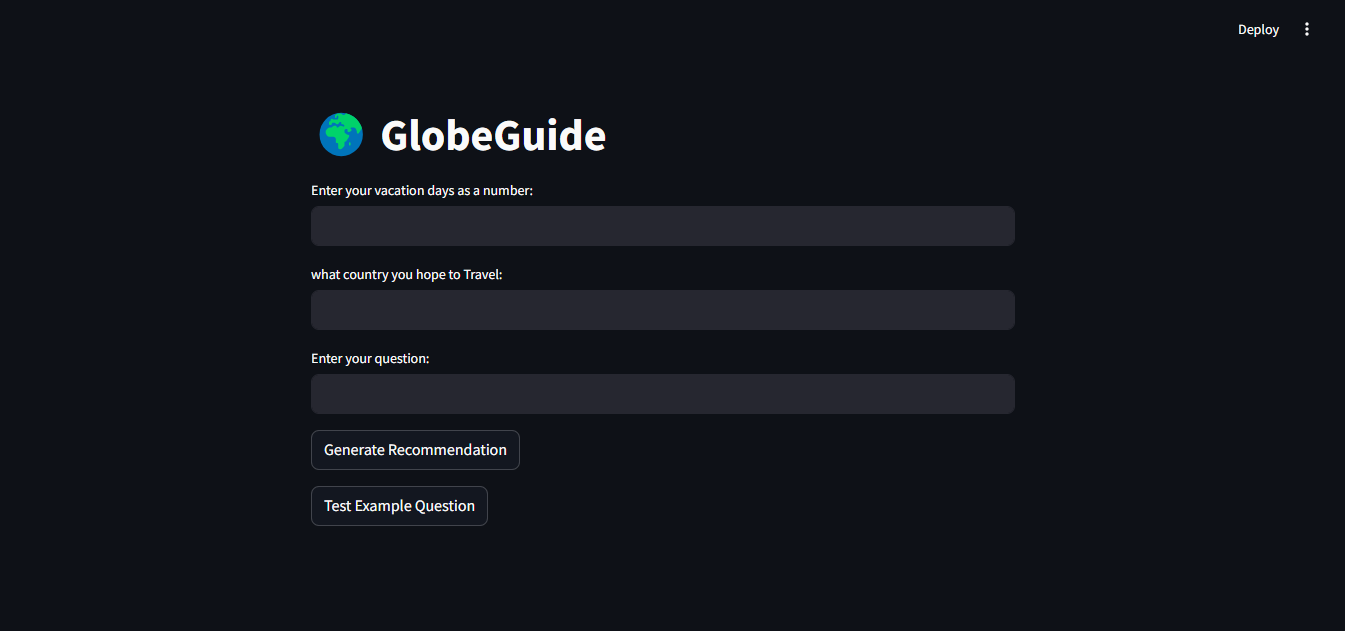 Deploy
GlobeGuide
Enter your vacation days as a number:
what country you hope to Travel:
Enter your question:
Generate Recommendation
Test Example Question